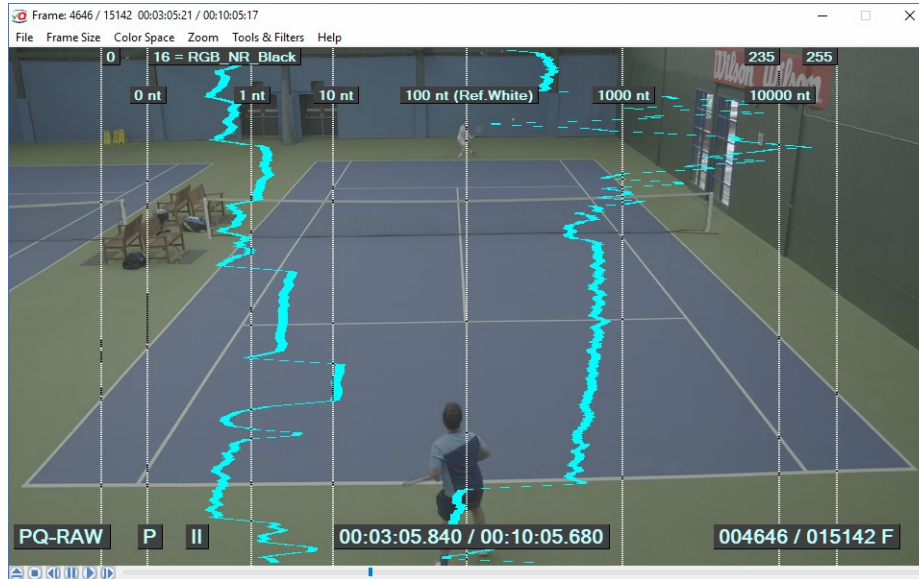 Frame: 4646 / 15142 00:03:05:21 / 00:10:05:17
File Frame Size Color Space Zoom Tools & Filters Help
0 16 = RGB_NR_Black 235 255
0 nt 1 nt 10 nt 100 nt (Ref.White) 1000 nt 10000 nt
Wilson Wilson
PQ-RAW P II 00:03:05.840 / 00:10:05.680 004646 / 015142 F